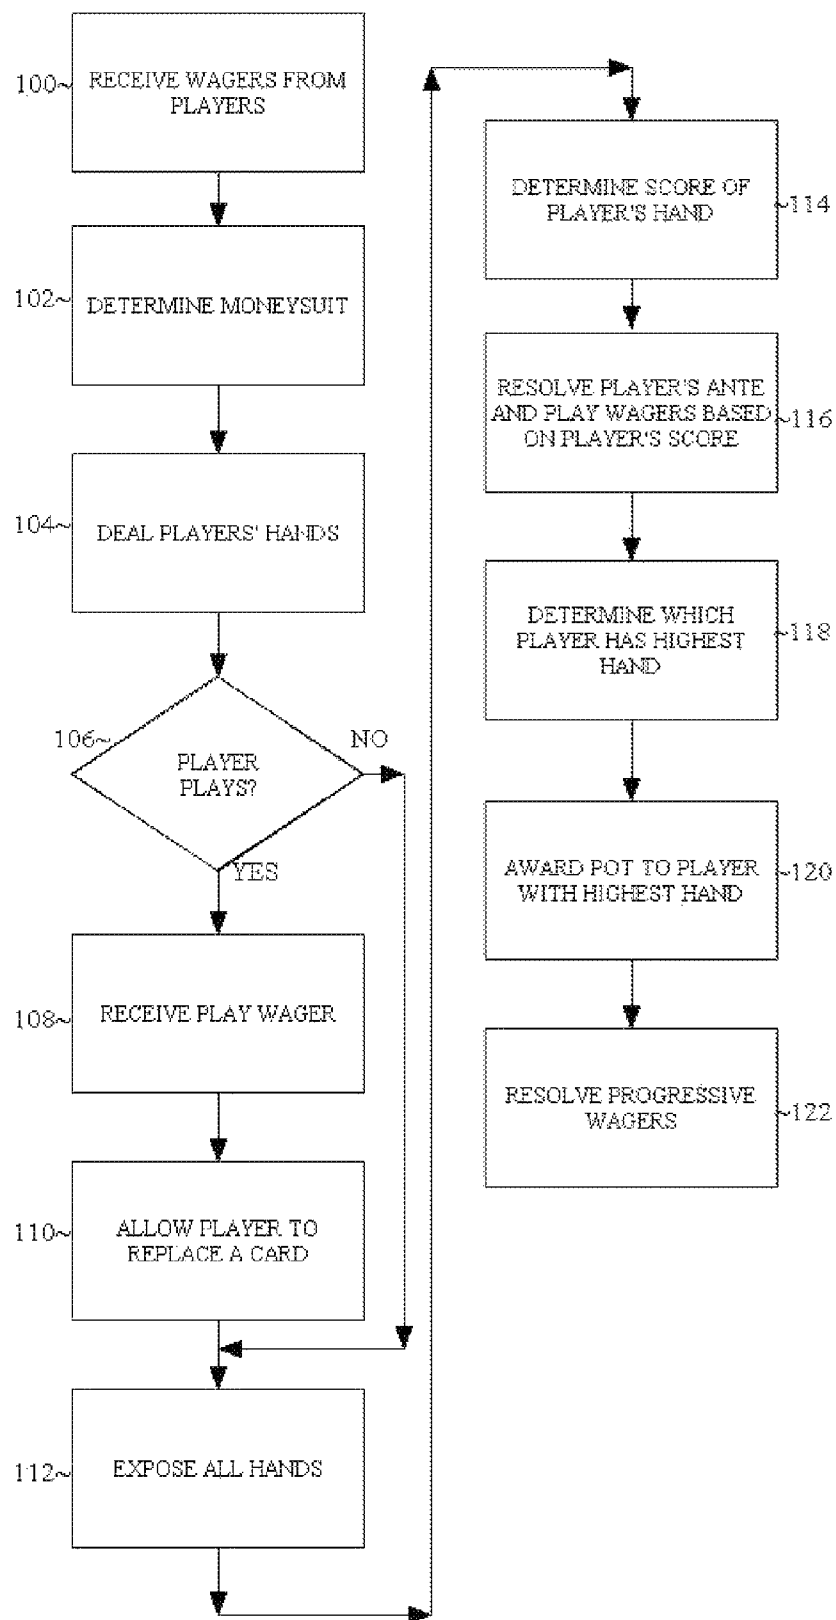 100~
RECEIVE WAGERS FROM
PLAYERS
102~
DETERMINE MONEYSUIT
104~
DEAL PLAYERS' HANDS
106~
PLAYER
PLAYS?
NO
YES
108~
RECEIVE PLAY WAGER
110~
ALLOW PLAYER TO
REPLACE A CARD
112~
EXPOSE ALL HANDS
DETERMINE SCORE OF
PLAYER'S HAND
~114
RESOLVE PLAYER'S ANTE
AND PLAY WAGERS BASED
ON PLAYER'S SCORE
~116
DETERMINE WHICH
PLAYER HAS HIGHEST
HAND
~118
AWARD POT TO PLAYER
WITH HIGHEST HAND
~120
RESOLVE PROGRESSIVE
WAGERS
~122